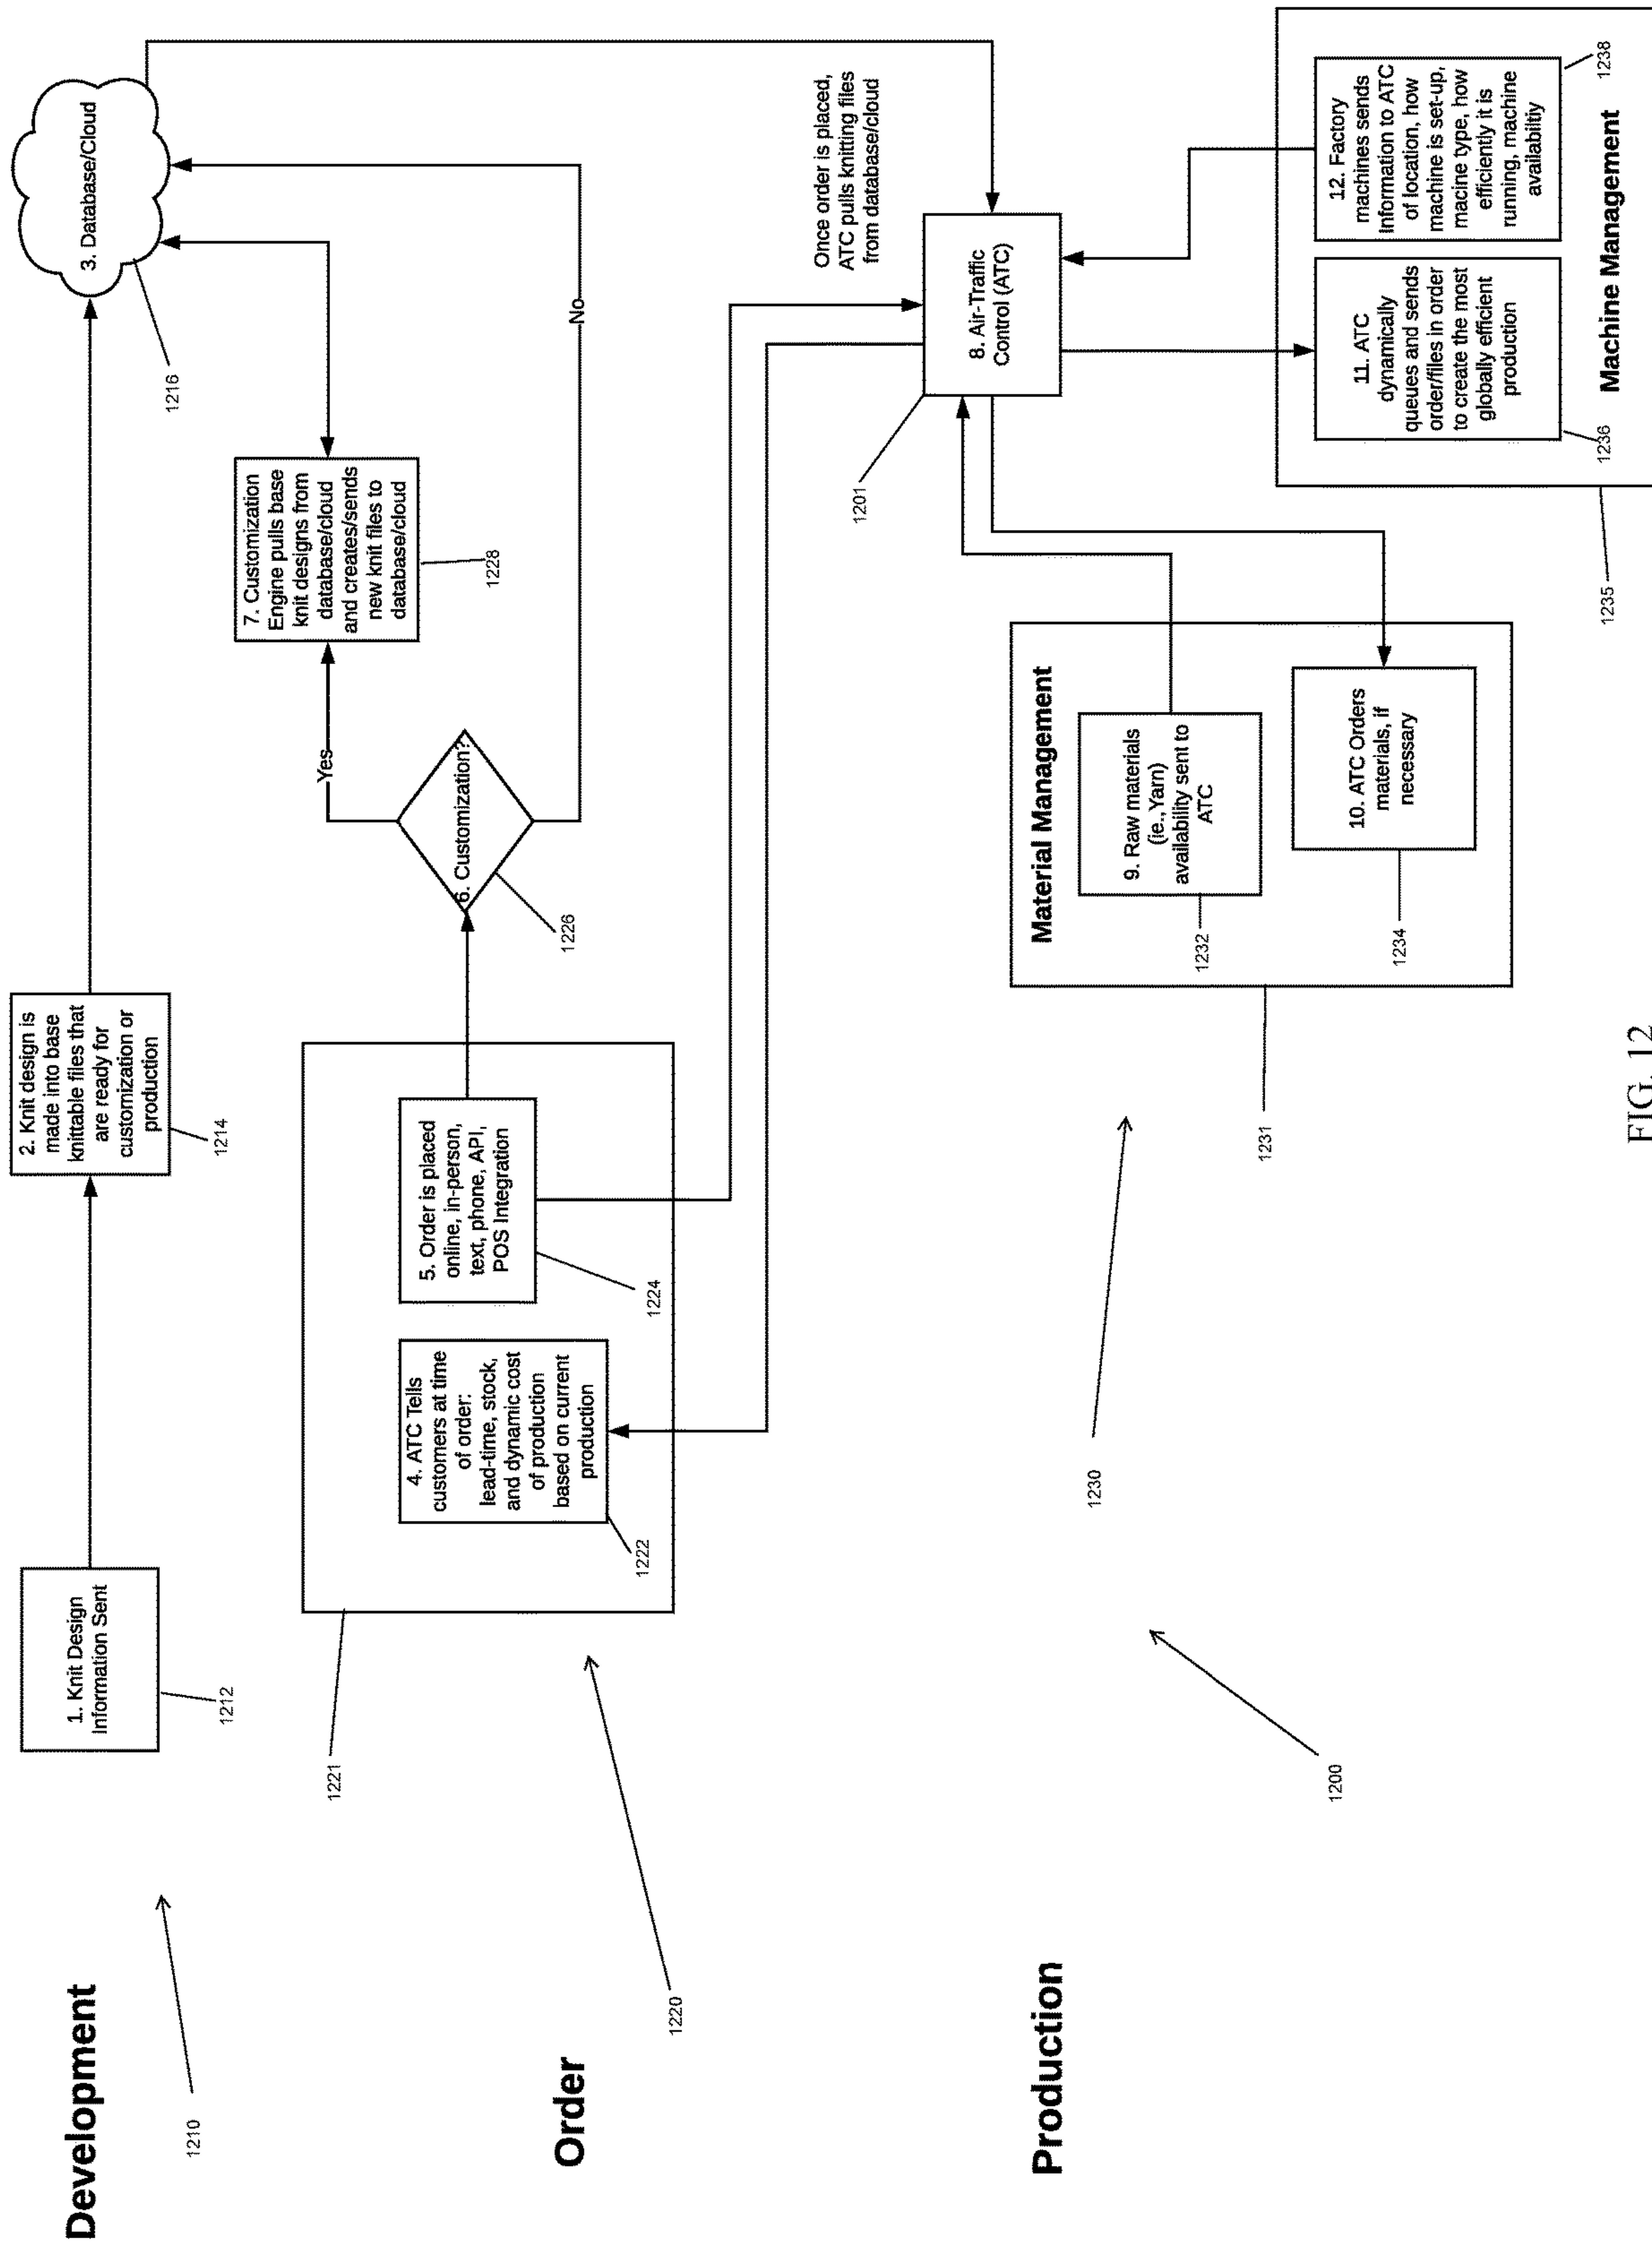 Development
1210
1. Knit Design
Information Sent
1212
2. Knit design is
made into base
knittable files that
are ready for
customization or
production
1214
3. Database/Cloud
1216
Order
1220
1221
4. ATC Tells
customers at time
of order:
lead-time, stock,
and dynamic cost
of production
based on current
production
1222
5. Order is placed
online, in-person,
text, phone, API,
POS Integration
1224
6. Customization?
1226
Yes
No
7. Customization
Engine pulls base
knit designs from
database/cloud
and creates/sends
new knit files to
database/cloud
1228
Once order is placed,
ATC pulls knitting files
from database/cloud
8. Air-Traffic
Control (ATC)
1201
Production
1230
1200
Material Management
9. Raw materials
(ie., Yarn)
availability sent to
ATC
1232
10. ATC Orders
materials, if
necessary
1234
1231
11. ATC
dynamically
queues and sends
order/files in order
to create the most
globally efficient
production
1236
12. Factory
machines sends
Information to ATC
of location, how
machine is set-up,
macine type, how
efficiently it is
running, machine
availabiltiy
1238
Machine Management
1235
FIG. 12